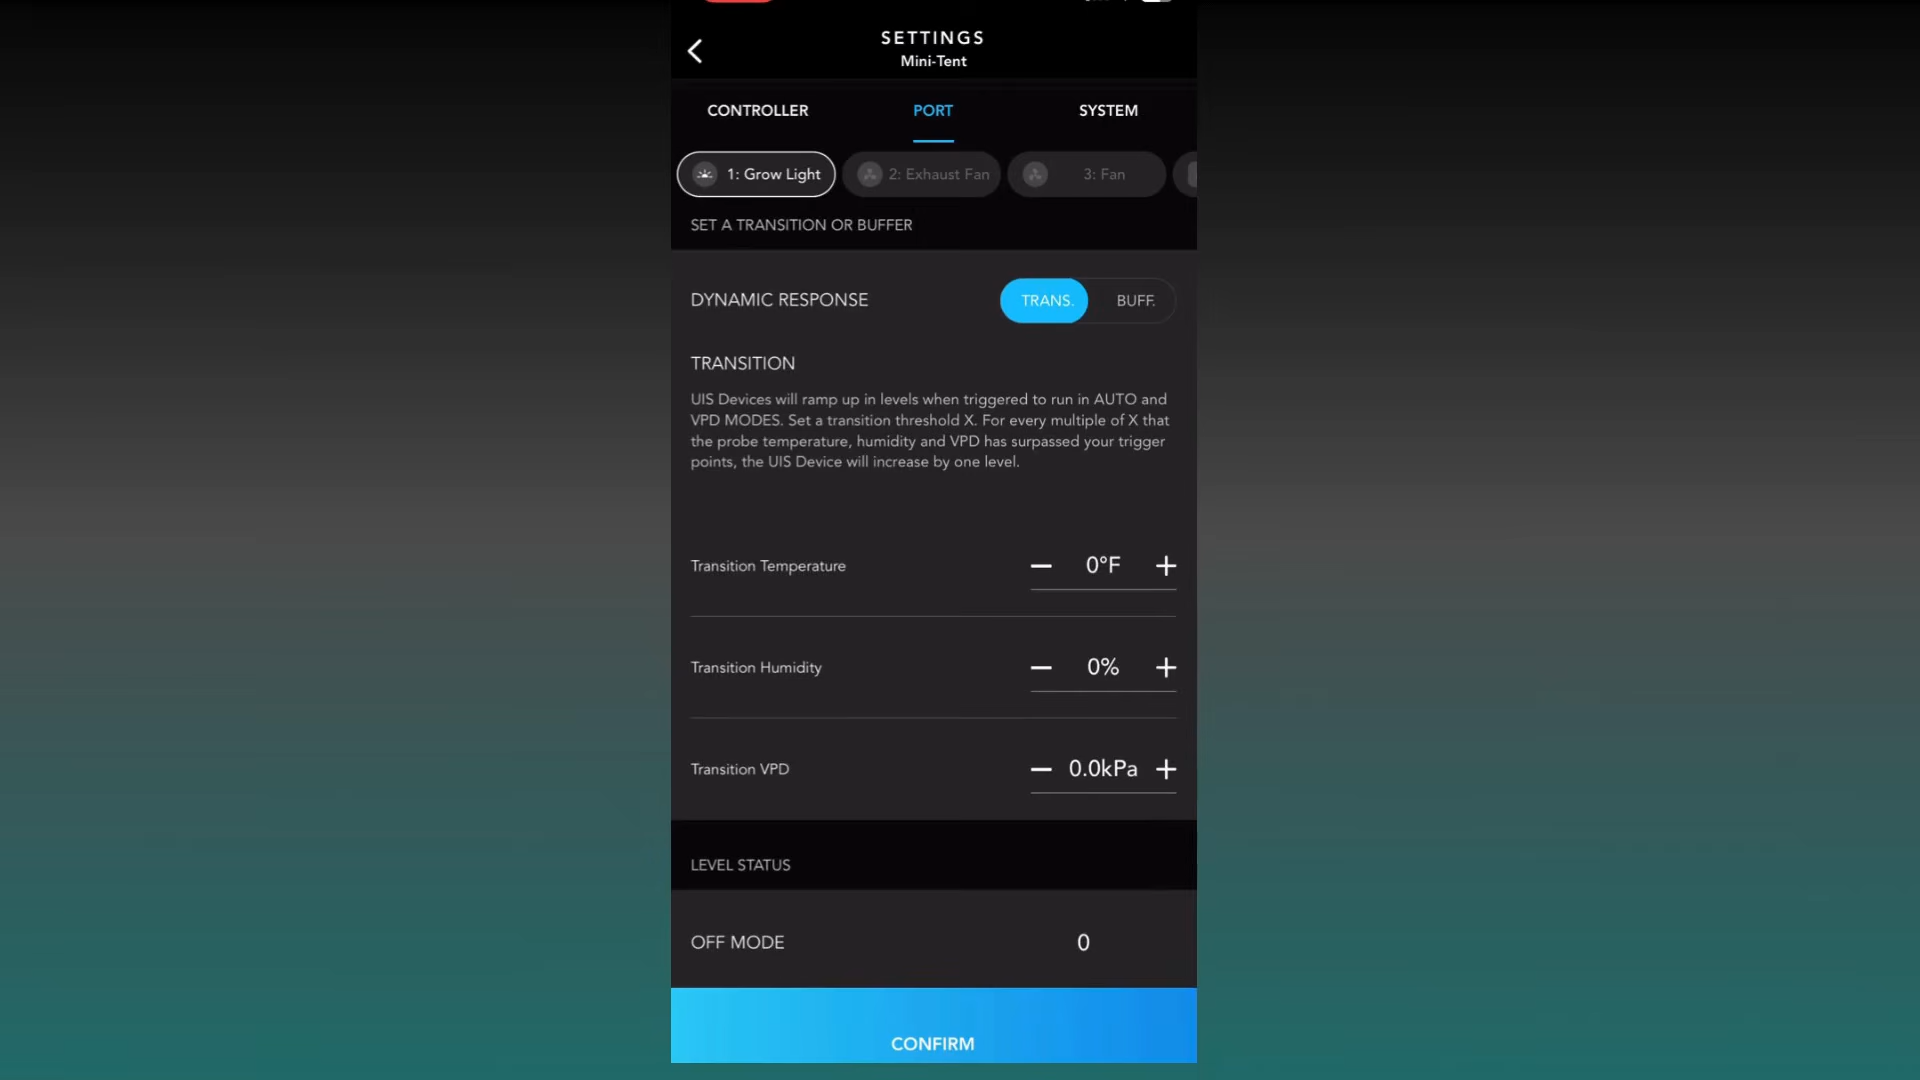 SETTINGS
Mini-Tent
CONTROLLER PORT SYSTEM
1: Grow Light 2: Exhaust Fan 3: Fan
SET A TRANSITION OR BUFFER
DYNAMIC RESPONSE TRANS. BUFF.
TRANSITION
UIS Devices will ramp up in levels when triggered to run in AUTO and
VPD MODES. Set a transition threshold X. For every multiple of X that
the probe temperature, humidity and VPD has surpassed your trigger
points, the UIS Device will increase by one level.
Transition Temperature — 0°F +
Transition Humidity — 0% +
Transition VPD — 0.0kPa +
LEVEL STATUS
OFF MODE 0
CONFIRM